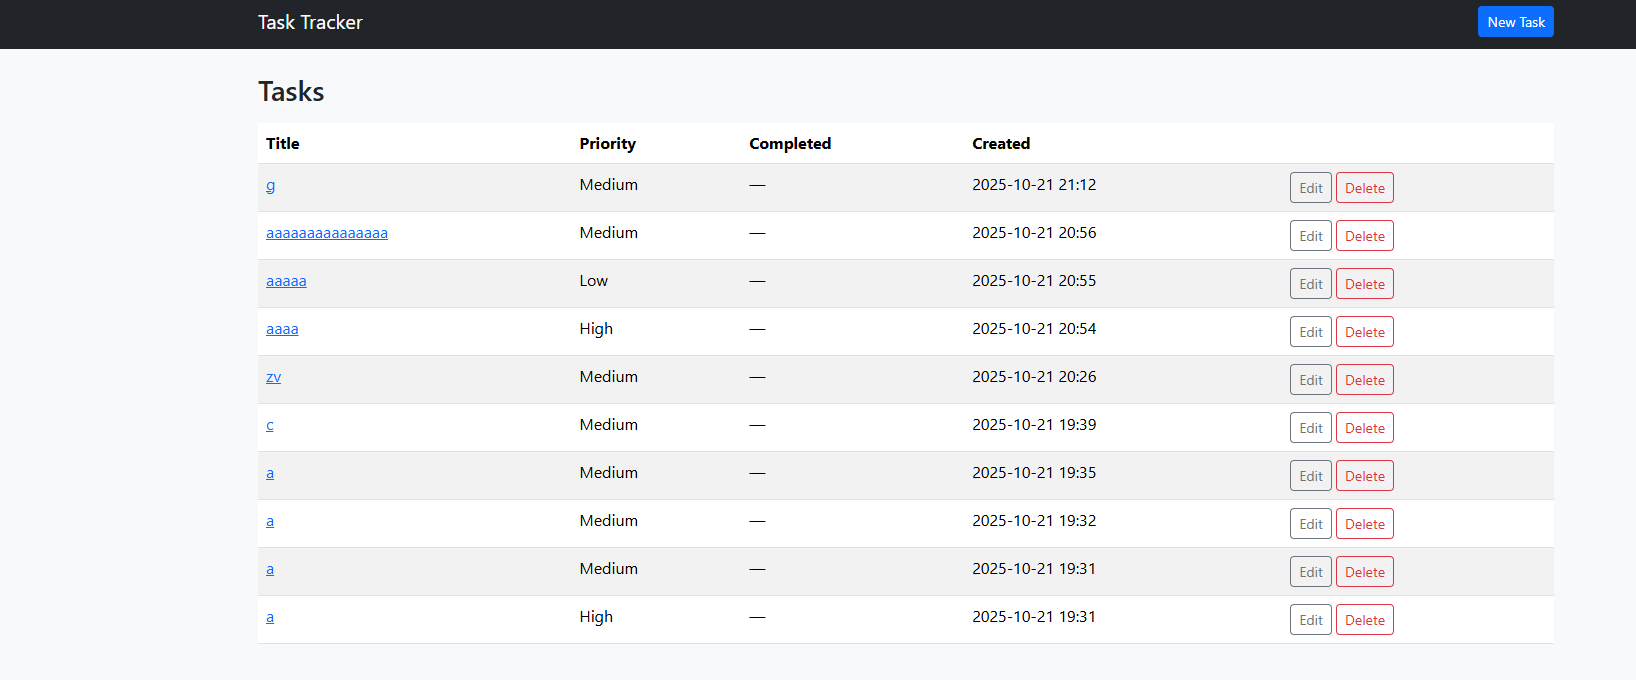 Task Tracker New Task
Tasks
Title Priority Completed Created
g Medium — 2025-10-21 21:12 Edit Delete
aaaaaaaaaaaaaaa Medium — 2025-10-21 20:56 Edit Delete
aaaaa Low — 2025-10-21 20:55 Edit Delete
aaaa High — 2025-10-21 20:54 Edit Delete
zv Medium — 2025-10-21 20:26 Edit Delete
c Medium — 2025-10-21 19:39 Edit Delete
a Medium — 2025-10-21 19:35 Edit Delete
a Medium — 2025-10-21 19:32 Edit Delete
a Medium — 2025-10-21 19:31 Edit Delete
a High — 2025-10-21 19:31 Edit Delete